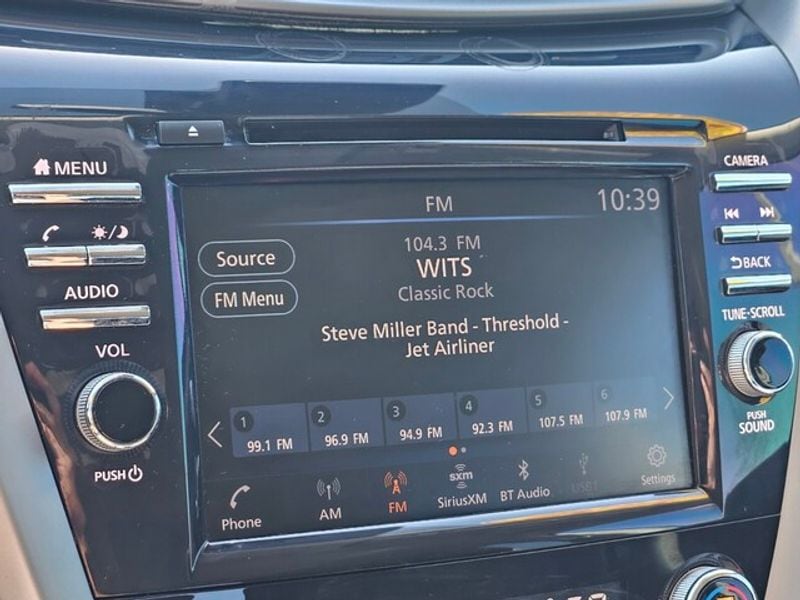 MENU
CAMERA
FM
10:39
Source
104.3 FM
WITS
Classic Rock
BACK
AUDIO
FM Menu
TUNE·SCROLL
Steve Miller Band - Threshold -
Jet Airliner
VOL
1 2 3 4 5 6
99.1 FM 96.9 FM 94.9 FM 92.3 FM 107.5 FM 107.9 FM
PUSH
SOUND
PUSH
Phone
AM
FM
sxm
SiriusXM
BT Audio
Settings